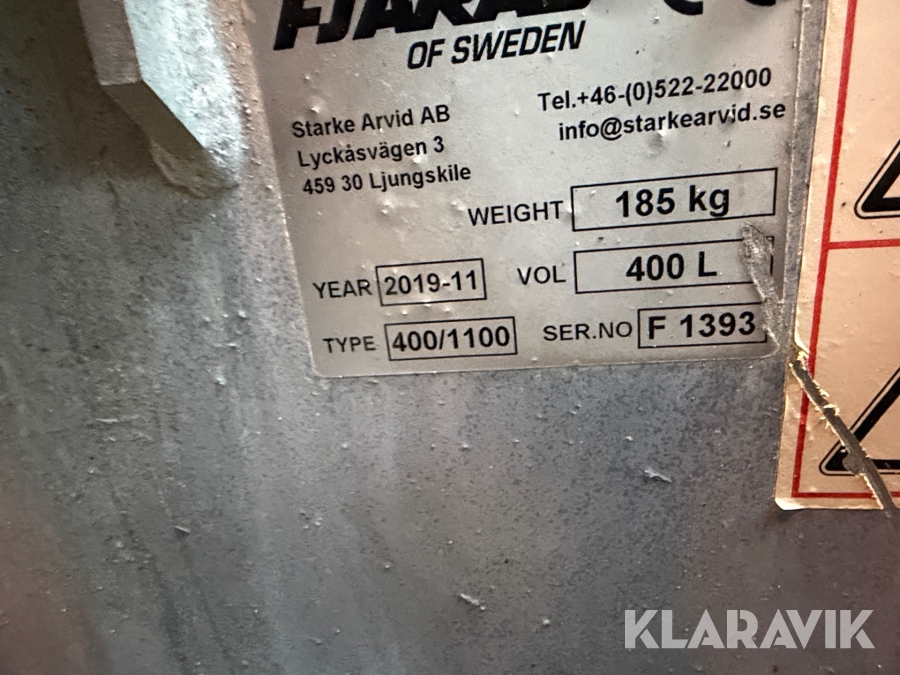 OF SWEDEN
Starke Arvid AB
Lyckåsvägen 3
459 30 Ljungskile
Tel.+46-(0)522-22000
info@starkearvid.se
WEIGHT 185 kg
YEAR 2019-11 VOL 400 L
TYPE 400/1100 SER.NO F 1393
KLARAVIK